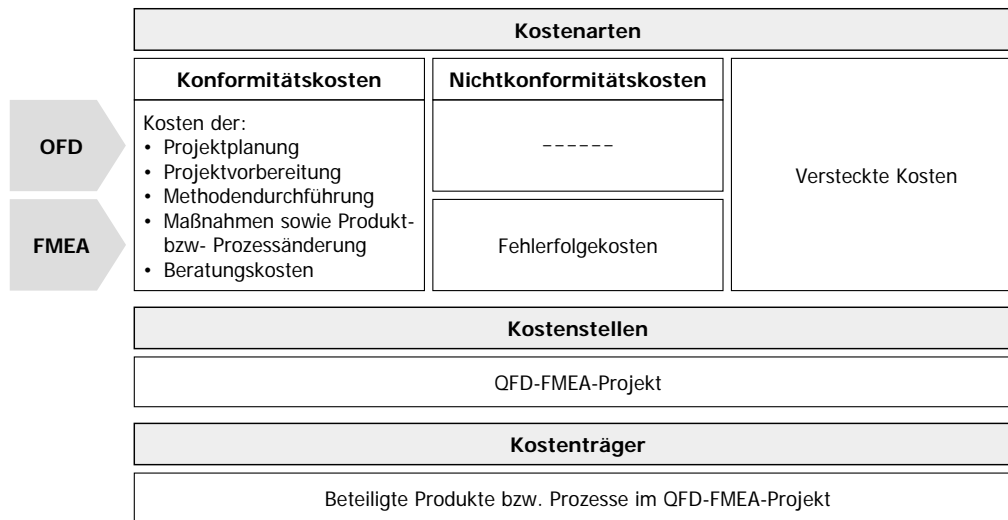 Kostenarten
Konformitätskosten
Nichtkonformitätskosten
OFD
FMEA
Kosten der:
• Projektplanung
• Projektvorbereitung
• Methodendurchführung
• Maßnahmen sowie Produkt-
bzw- Prozessänderung
• Beratungskosten
––––––
Fehlerfolgekosten
Versteckte Kosten
Kostenstellen
QFD-FMEA-Projekt
Kostenträger
Beteiligte Produkte bzw. Prozesse im QFD-FMEA-Projekt